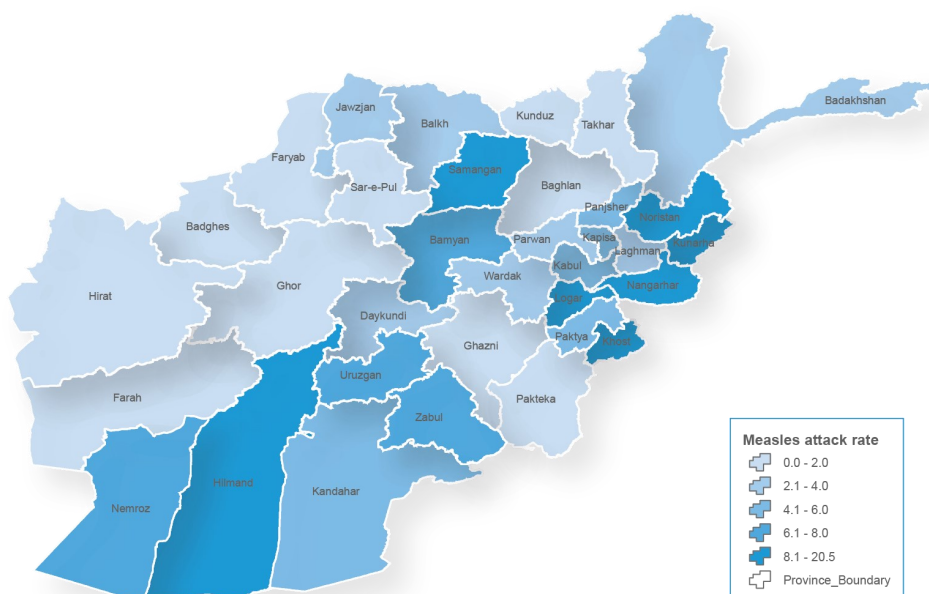 Badakhshan
Jawzjan
Balkh
Kunduz
Takhar
Faryab
Samangan
Sar-e-Pul
Baghlan
Panjsher
Noristan
Badghes
Bamyan
Parwan
Kapisa
Kunarha
Laghman
Kabul
Wardak
Ghor
Nangarhar
Hirat
Logar
Daykundi
Paktya
Khost
Ghazni
Uruzgan
Farah
Pakteka
Zabul
Hilmand
Kandahar
Nemroz
Measles attack rate
0.0 - 2.0
2.1 - 4.0
4.1 - 6.0
6.1 - 8.0
8.1 - 20.5
Province_Boundary